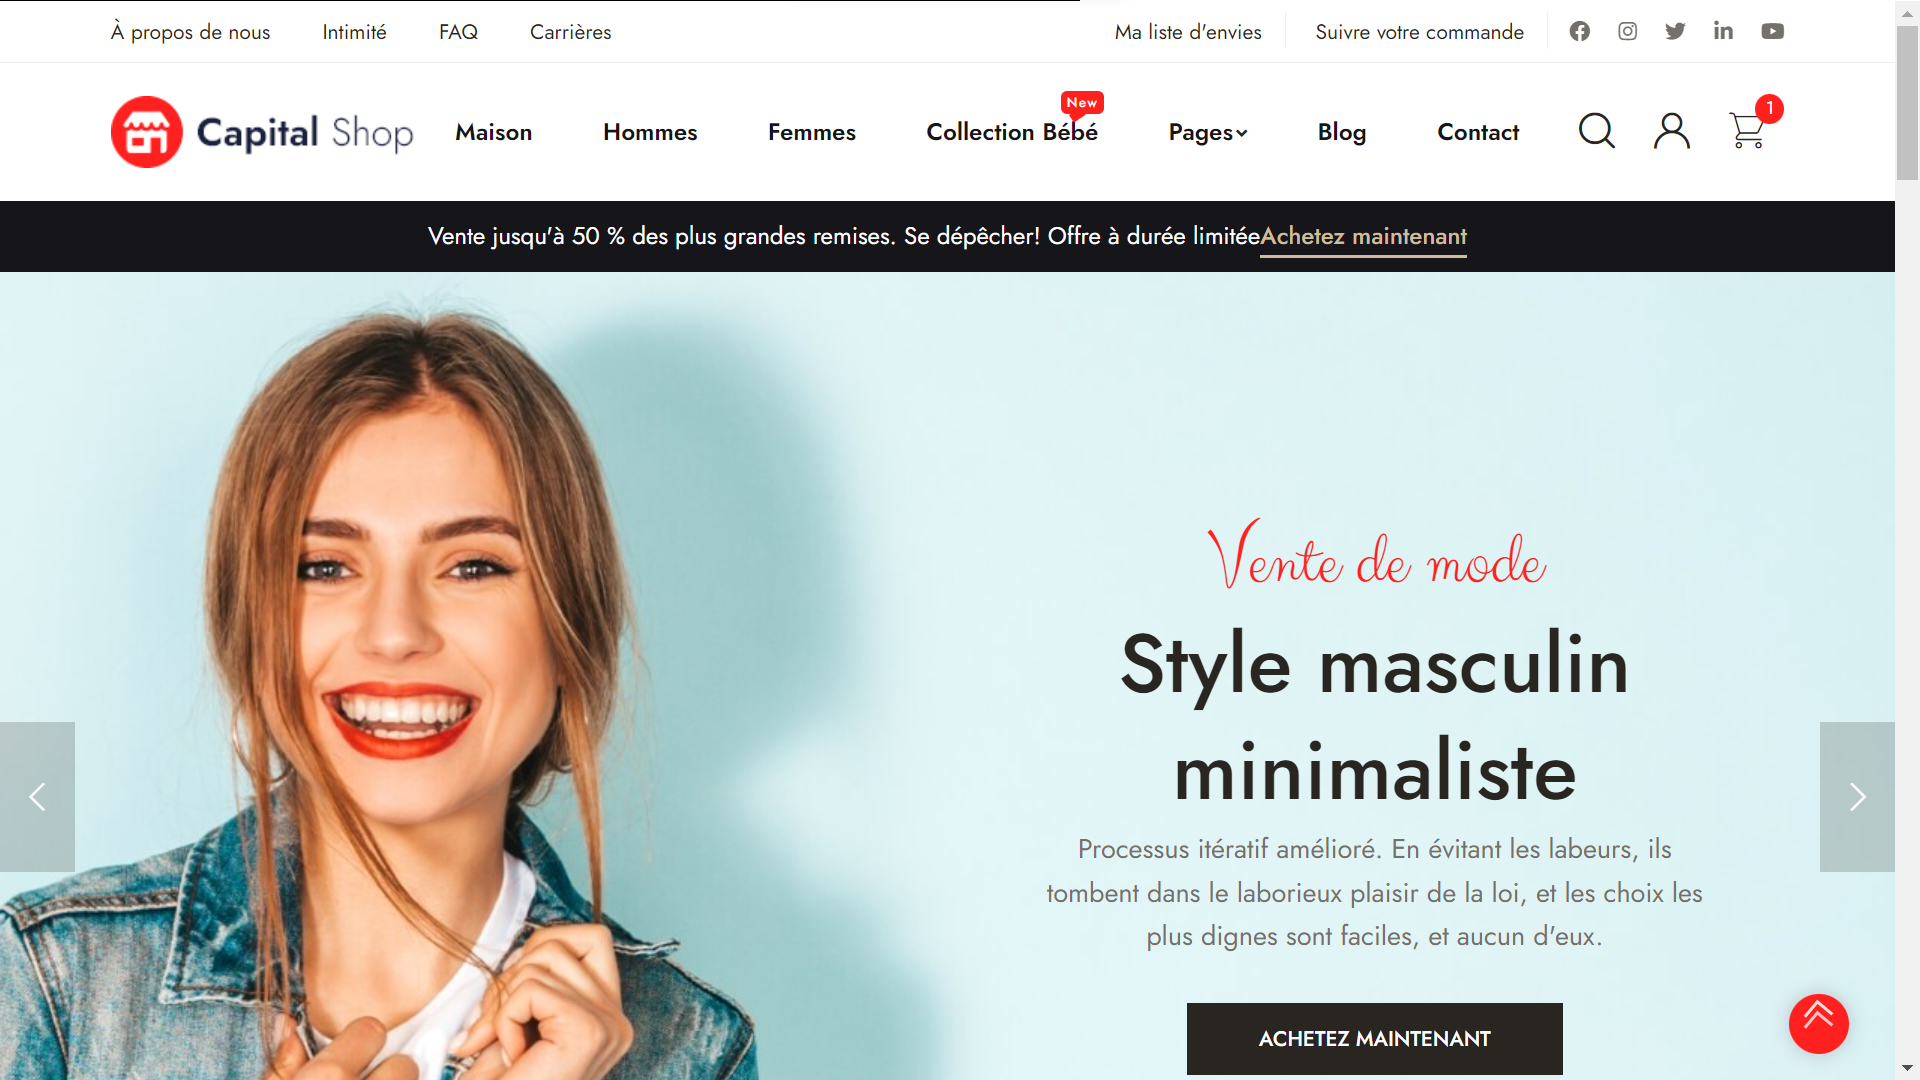 À propos de nous Intimité FAQ Carrières Ma liste d'envies Suivre votre commande
New
1
Capital Shop Maison Hommes Femmes Collection Bébé Pages Blog Contact
Vente jusqu'à 50 % des plus grandes remises. Se dépêcher! Offre à durée limitéeAchetez maintenant
Vente de mode
Style masculin
minimaliste
Processus itératif amélioré. En évitant les labeurs, ils
tombent dans le laborieux plaisir de la loi, et les choix les
plus dignes sont faciles, et aucun d'eux.
ACHETEZ MAINTENANT